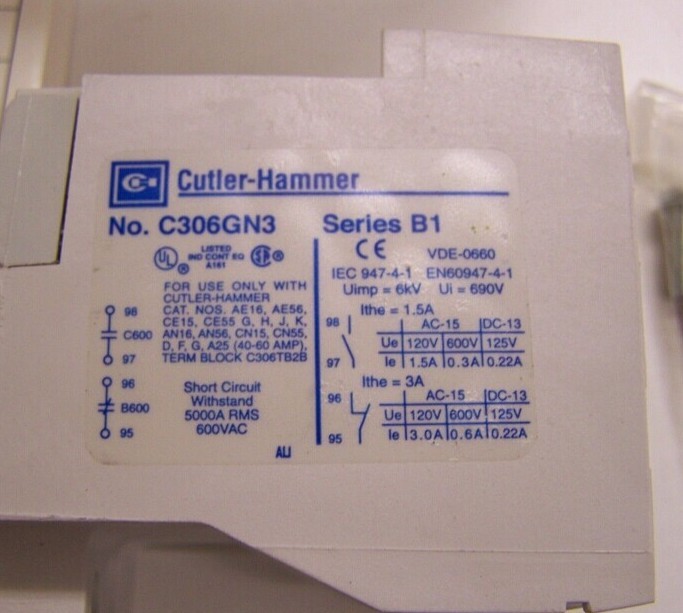 Cutler-Hammer
No. C306GN3 Series B1
UL ® LISTED IND CONT EQ A161 ®
CE VDE-0660
IEC 947-4-1 EN60947-4-1
Uimp = 6kV Ui = 690V
FOR USE ONLY WITH
CUTLER-HAMMER
CAT. NOS. AE16, AE56,
CE15, CE55 G, H, J, K,
AN16, AN56, CN15, CN55,
D, F, G, A25 (40-60 AMP),
TERM BLOCK C306TB2B
98
C600
97
96
B600
95
Short Circuit
Withstand
5000A RMS
600VAC
ALI
Ithe = 1.5A
98
AC-15 DC-13
Ue 120V 600V 125V
97 Ie 1.5A 0.3A 0.22A
Ithe = 3A
96
AC-15 DC-13
Ue 120V 600V 125V
95 Ie 3.0A 0.6A 0.22A